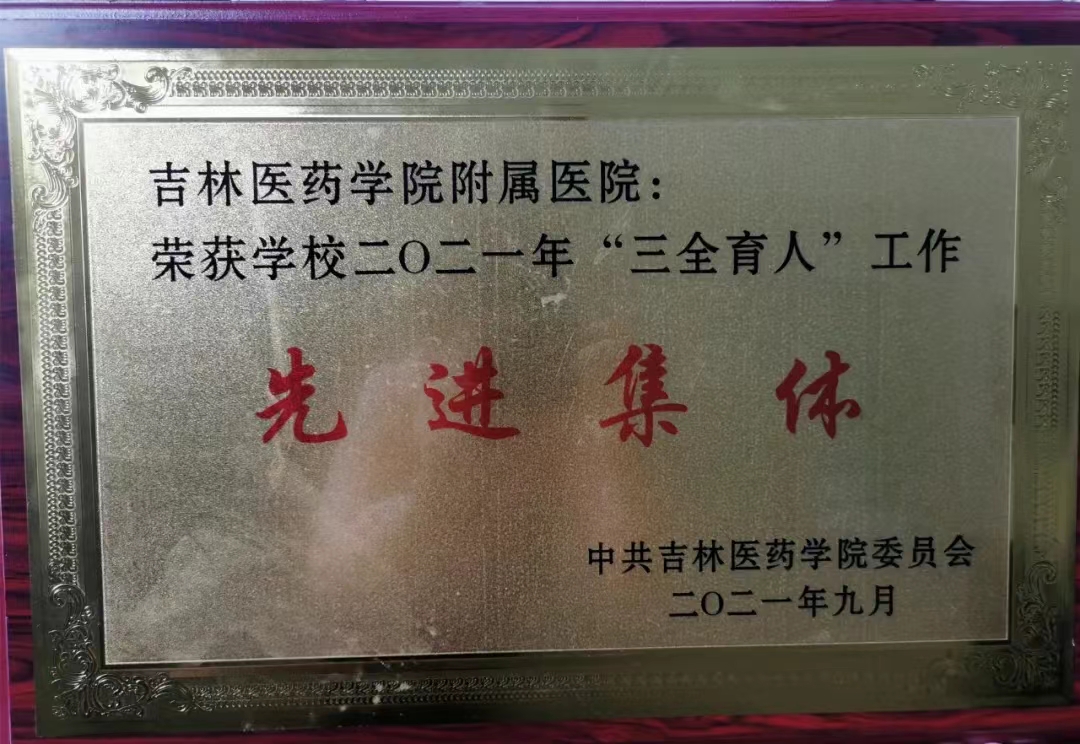 吉林医药学院附属医院：
荣获学校二〇二一年“三全育人”工作
先进集体
中共吉林医药学院委员会
二〇二一年九月